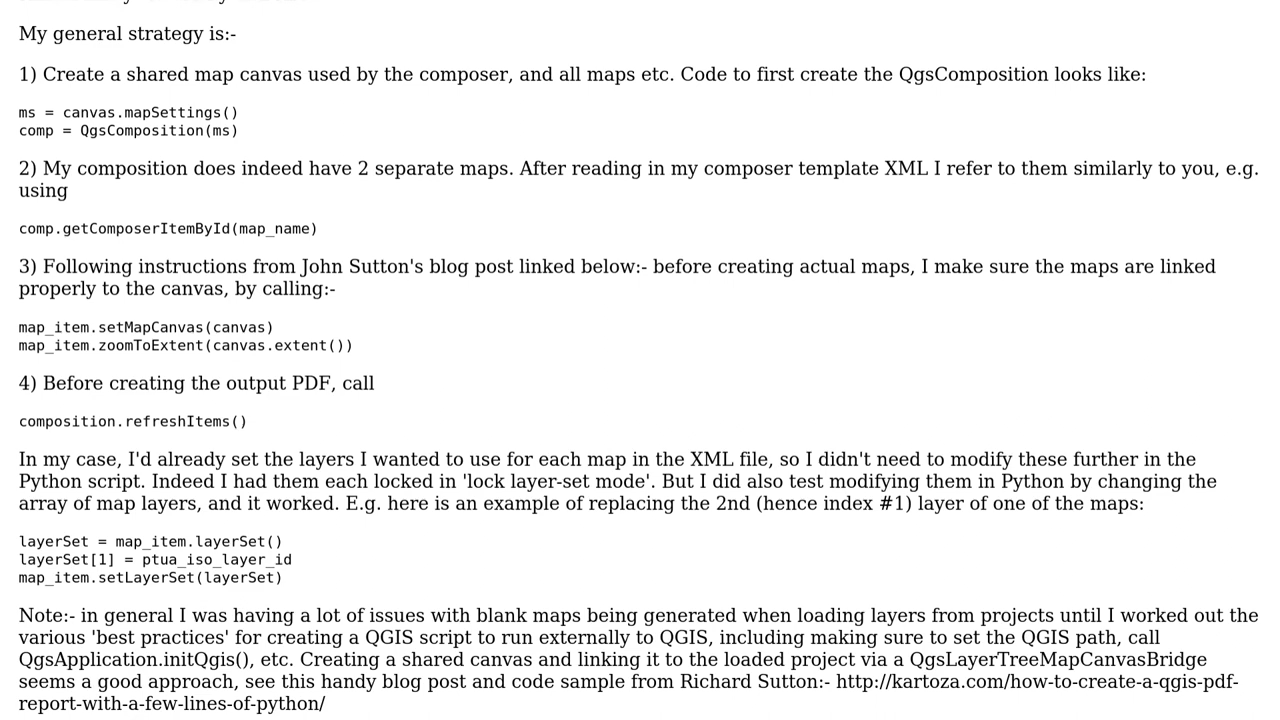 My general strategy is:-
1) Create a shared map canvas used by the composer, and all maps etc. Code to first create the QgsComposition looks like:
ms = canvas.mapSettings()
comp = QgsComposition(ms)
2) My composition does indeed have 2 separate maps. After reading in my composer template XML I refer to them similarly to you, e.g.
using
comp.getComposerItemById(map_name)
3) Following instructions from John Sutton's blog post linked below:- before creating actual maps, I make sure the maps are linked
properly to the canvas, by calling:-
map_item.setMapCanvas(canvas)
map_item.zoomToExtent(canvas.extent())
4) Before creating the output PDF, call
composition.refreshItems()
In my case, I'd already set the layers I wanted to use for each map in the XML file, so I didn't need to modify these further in the
Python script. Indeed I had them each locked in 'lock layer-set mode'. But I did also test modifying them in Python by changing the
array of map layers, and it worked. E.g. here is an example of replacing the 2nd (hence index #1) layer of one of the maps:
layerSet = map_item.layerSet()
layerSet[1] = ptua_iso_layer_id
map_item.setLayerSet(layerSet)
Note:- in general I was having a lot of issues with blank maps being generated when loading layers from projects until I worked out the
various 'best practices' for creating a QGIS script to run externally to QGIS, including making sure to set the QGIS path, call
QgsApplication.initQgis(), etc. Creating a shared canvas and linking it to the loaded project via a QgsLayerTreeMapCanvasBridge
seems a good approach, see this handy blog post and code sample from Richard Sutton:- http://kartoza.com/how-to-create-a-qgis-pdf-
report-with-a-few-lines-of-python/